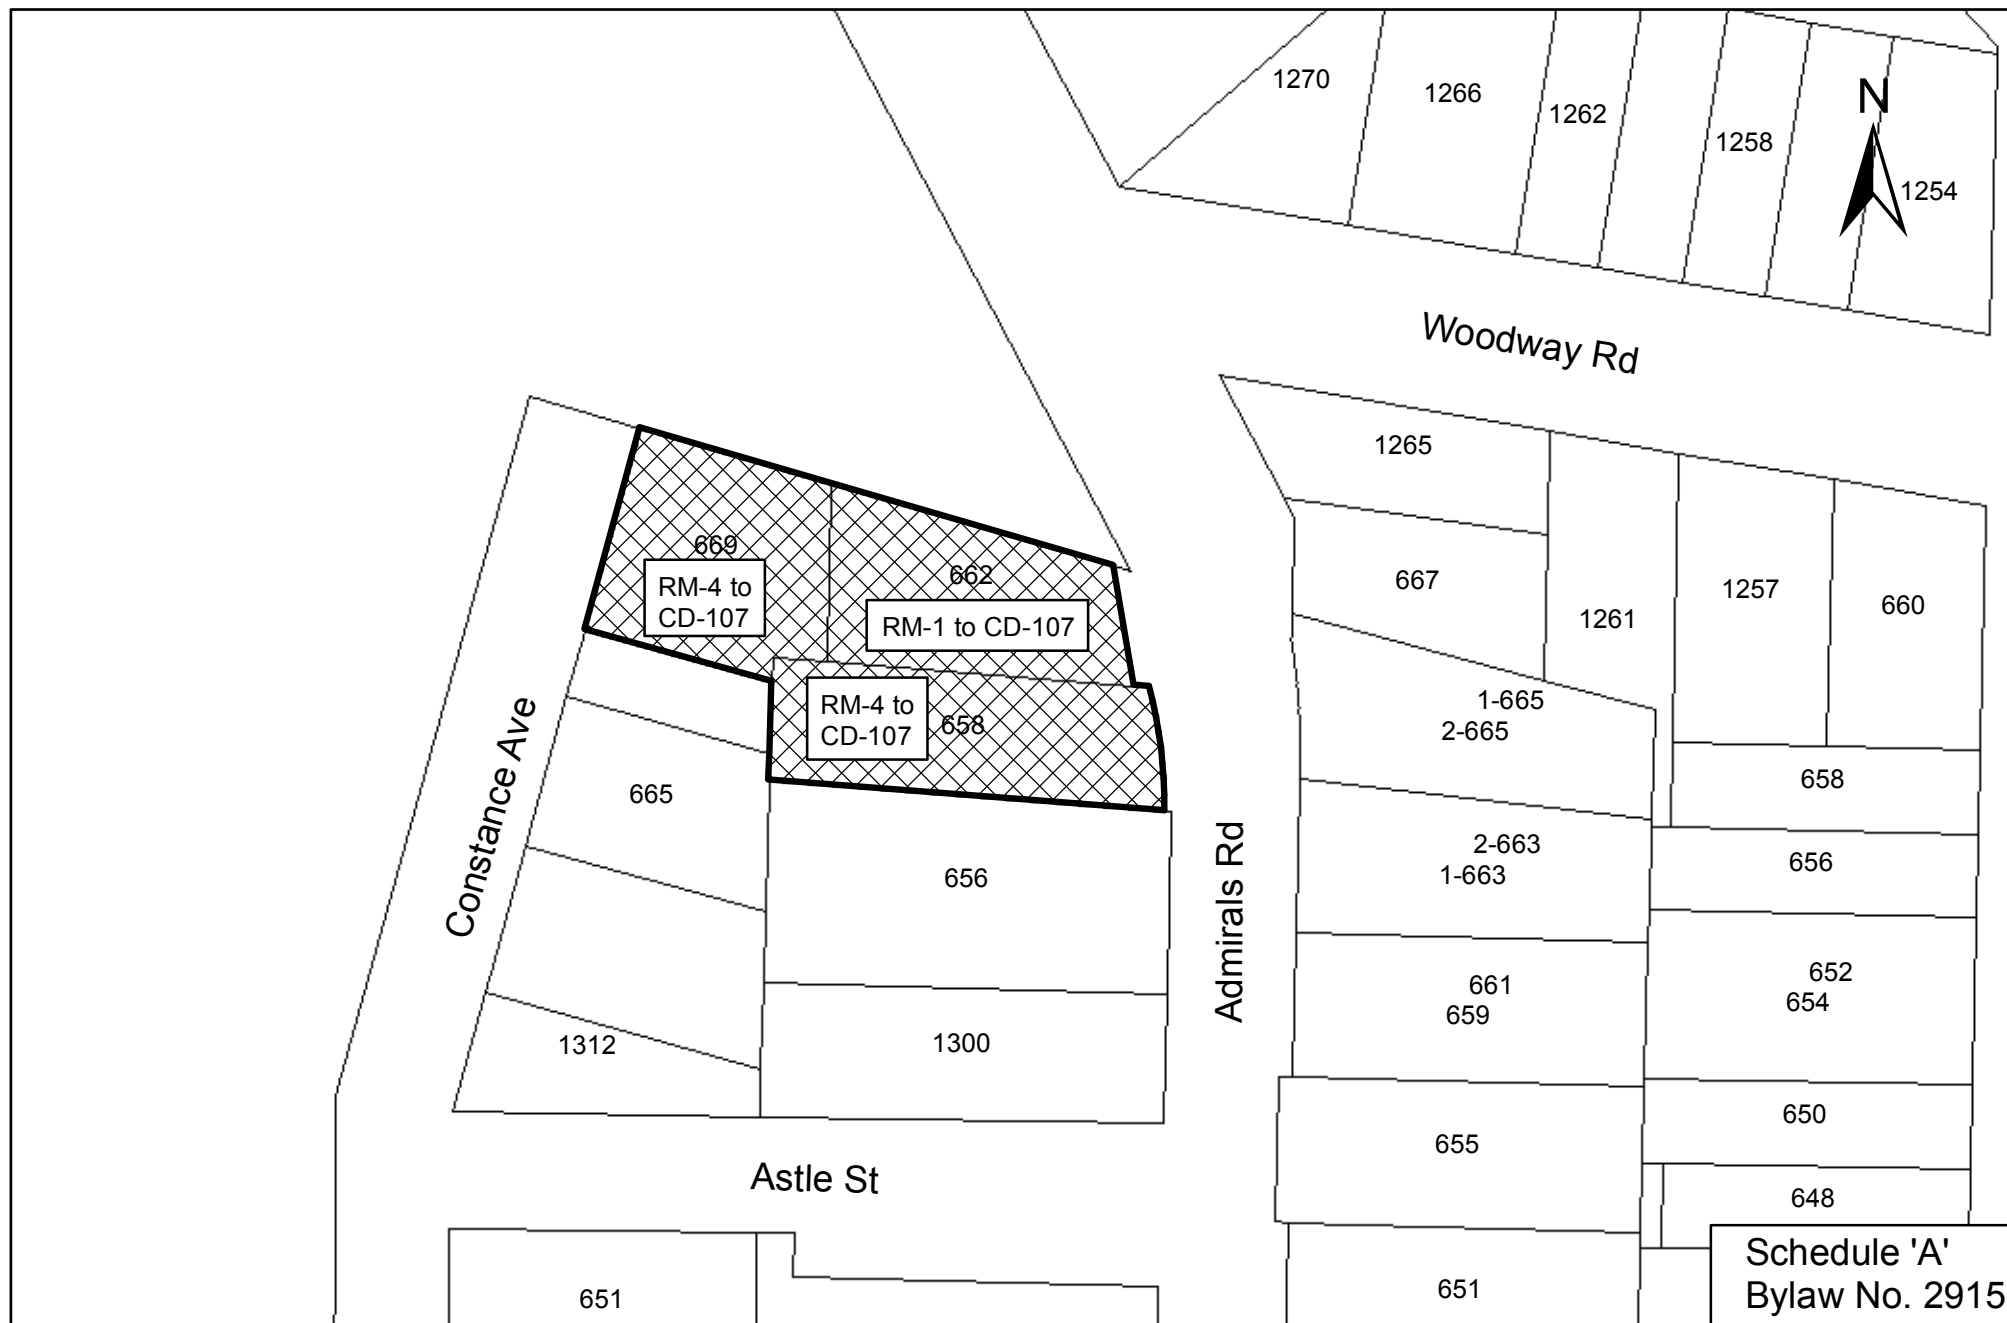 1270
1266
1262
1258
N
1254
Woodway Rd
1265
667
1261
1257
660
669
RM-4 to
CD-107
662
RM-1 to CD-107
RM-4 to
CD-107
658
1-665
2-665
658
Constance Ave
665
656
Admirals Rd
2-663
1-663
656
661
659
652
654
1312
1300
655
650
Astle St
648
651
651
Schedule 'A'
Bylaw No. 2915